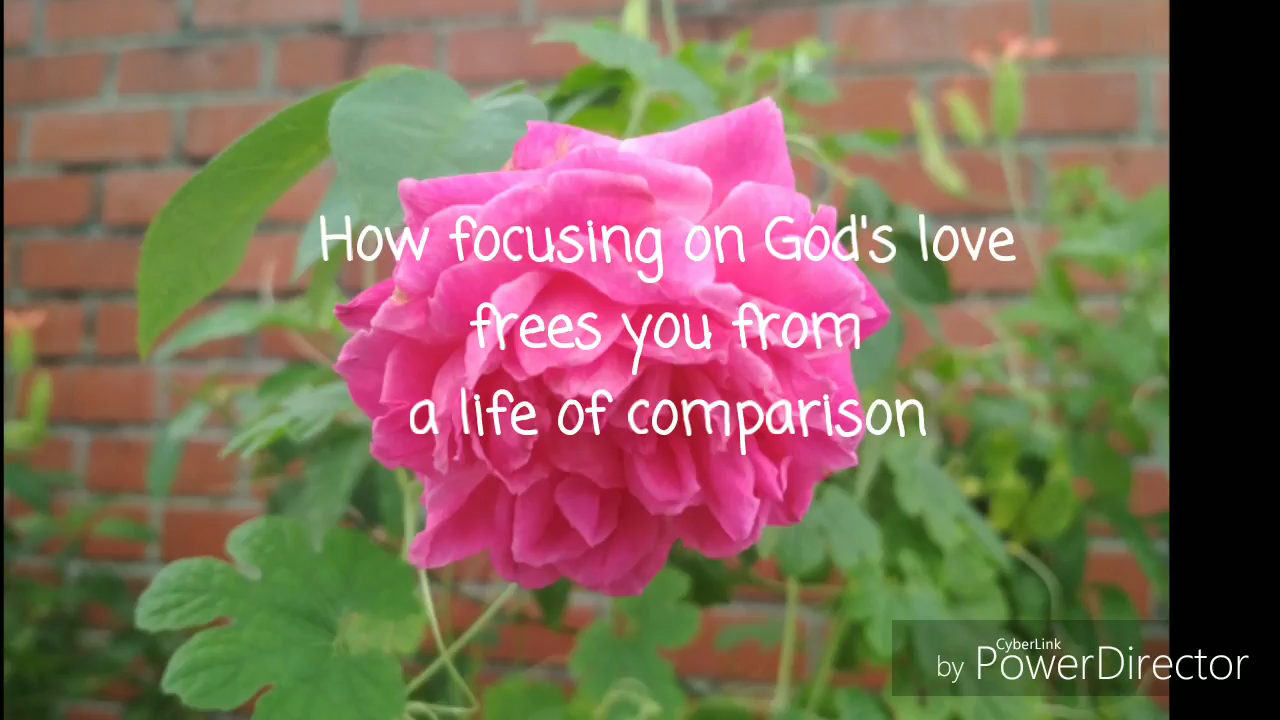 How focusing on God's love
frees you from
a life of comparison
CyberLink
by PowerDirector